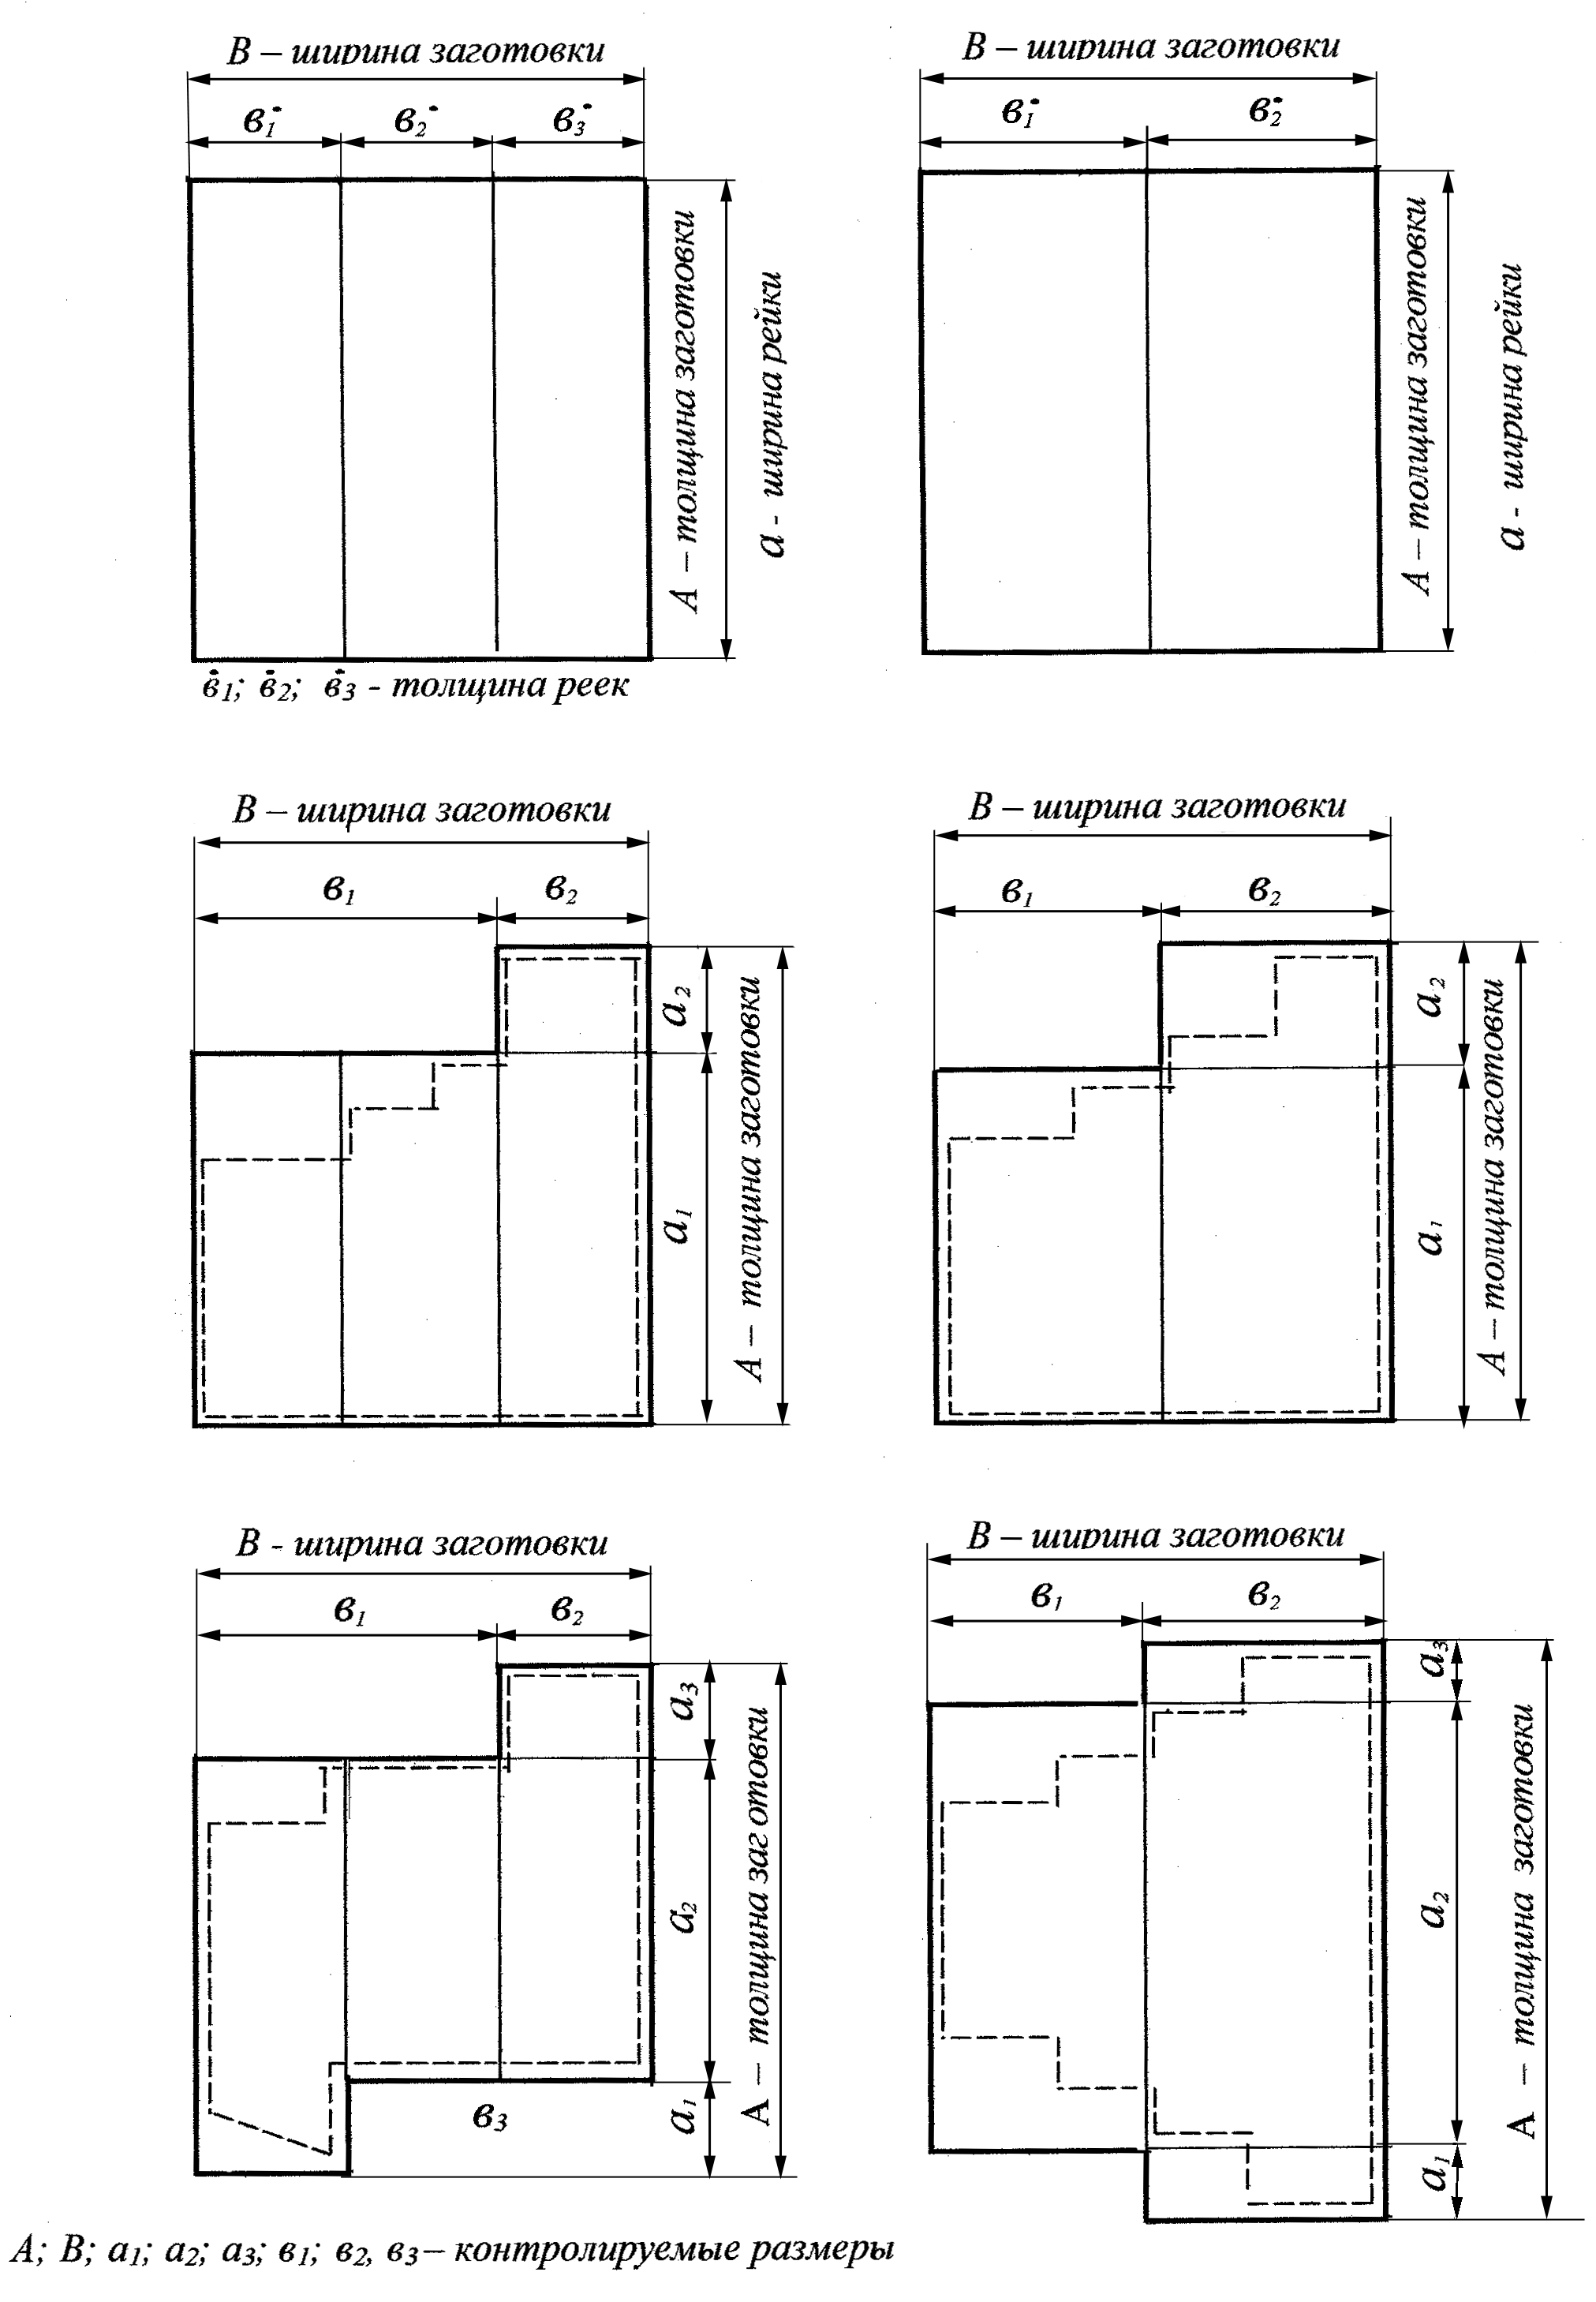 В – ширина заготовки
в₁˙ в₂˙ в₃˙
А – толщина заготовки
а - ширина рейки
в̇₁; в̇₂; в̇₃ - толщина реек
В – ширина заготовки
в₁˙ в₂˙
А – толщина заготовки
а - ширина рейки
В – ширина заготовки
в₁ в₂
а₂
а₁
А – толщина заготовки
В – ширина заготовки
в₁ в₂
а₂
а₁
А – толщина заготовки
В - ширина заготовки
в₁ в₂
а₃
а₂
а₁
А – толщина заготовки
в₃
В – ширина заготовки
в₁ в₂
а₃
а₂
а₁
А – толщина заготовки
А; В; а₁; а₂; а₃; в₁; в₂, в₃ – контролируемые размеры